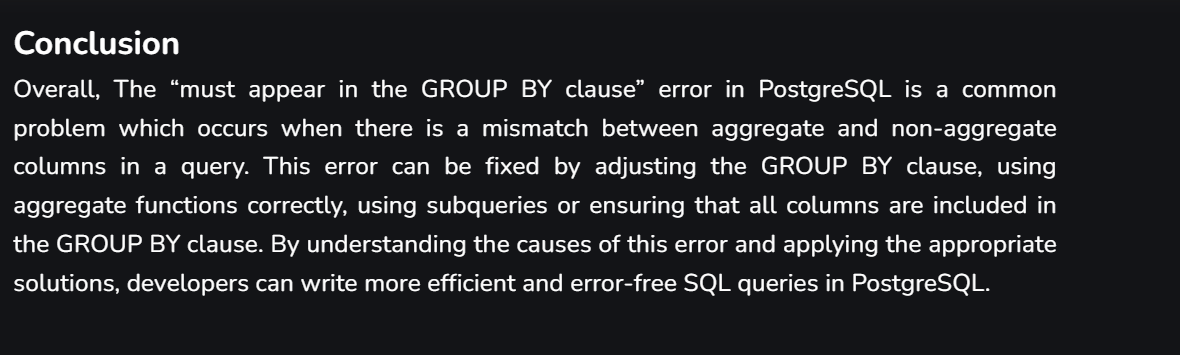 Conclusion
Overall, The “must appear in the GROUP BY clause” error in PostgreSQL is a common
problem which occurs when there is a mismatch between aggregate and non-aggregate
columns in a query. This error can be fixed by adjusting the GROUP BY clause, using
aggregate functions correctly, using subqueries or ensuring that all columns are included in
the GROUP BY clause. By understanding the causes of this error and applying the appropriate
solutions, developers can write more efficient and error-free SQL queries in PostgreSQL.